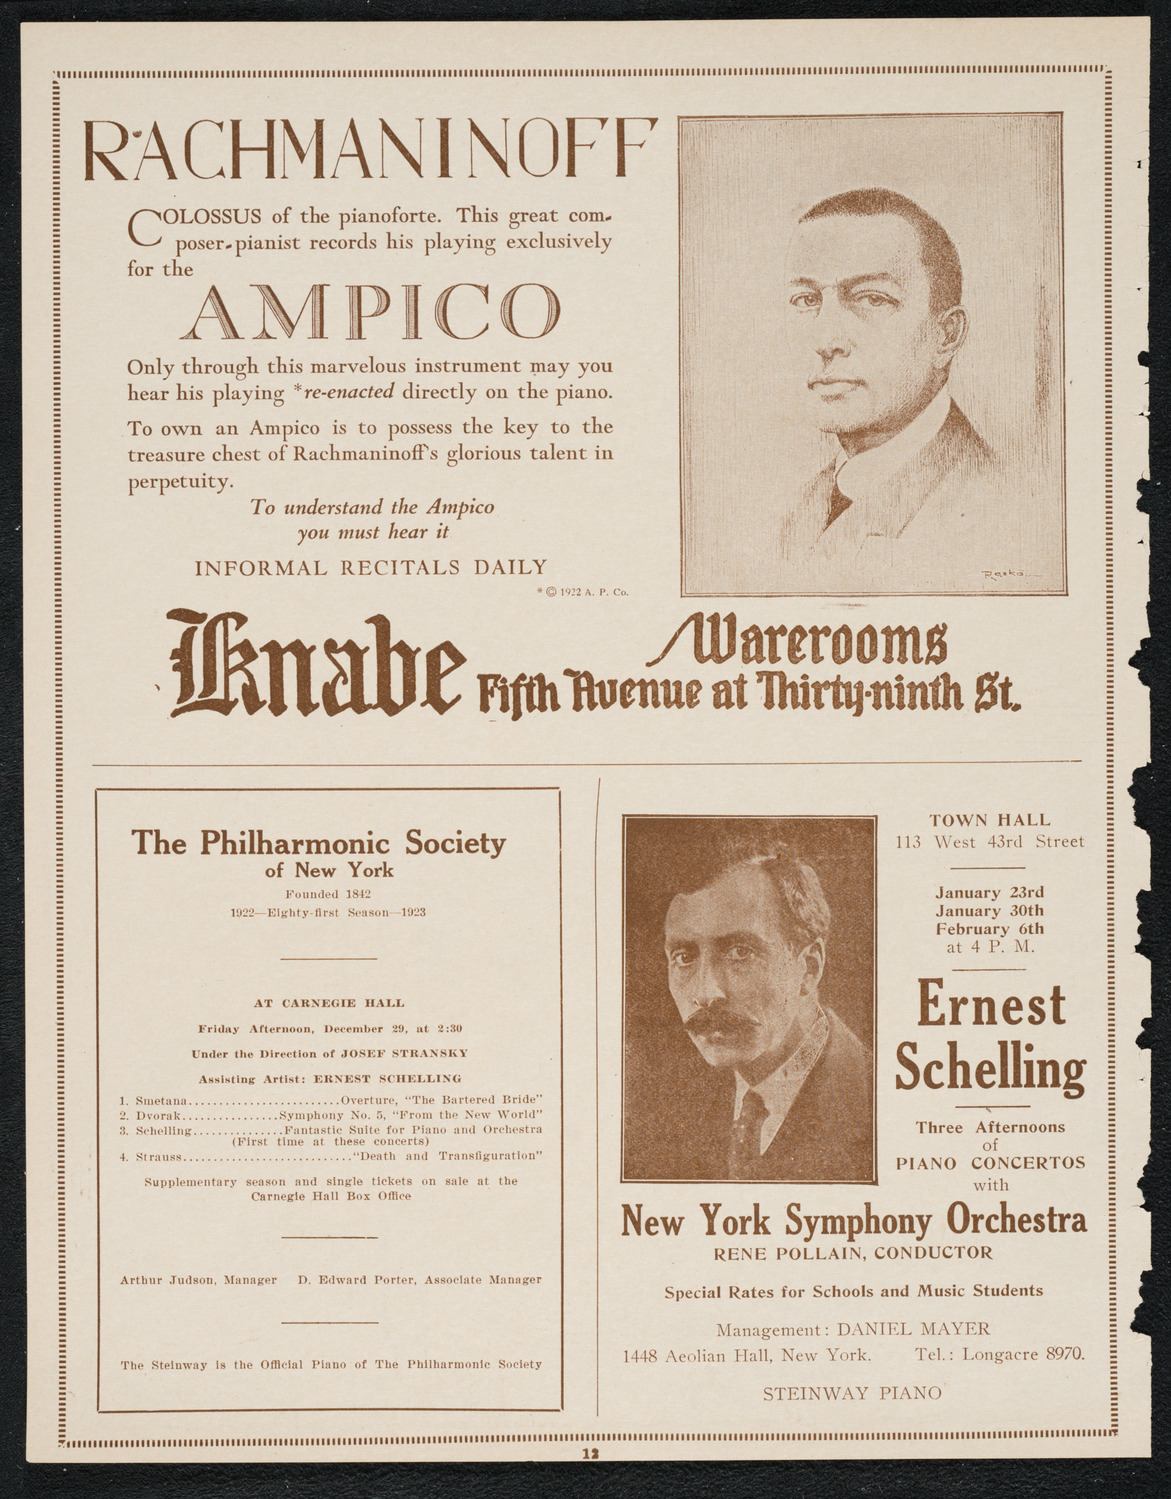 RACHMANINOFF
COLOSSUS of the pianoforte. This great com-
poser-pianist records his playing exclusively
for the
AMPICO
Only through this marvelous instrument may you
hear his playing *re-enacted directly on the piano.
To own an Ampico is to possess the key to the
treasure chest of Rachmaninoff's glorious talent in
perpetuity.
To understand the Ampico
you must hear it
INFORMAL RECITALS DAILY
* © 1922 A. P. Co.
Rasko
Knabe Warerooms
Fifth Avenue at Thirty-ninth St.
The Philharmonic Society
of New York
Founded 1842
1922—Eighty-first Season—1923
AT CARNEGIE HALL
Friday Afternoon, December 29, at 2:30
Under the Direction of JOSEF STRANSKY
Assisting Artist: ERNEST SCHELLING
1. Smetana.........................Overture, "The Bartered Bride"
2. Dvorak................Symphony No. 5, "From the New World"
3. Schelling...............Fantastic Suite for Piano and Orchestra
(First time at these concerts)
4. Strauss............................"Death and Transfiguration"
Supplementary season and single tickets on sale at the
Carnegie Hall Box Office
Arthur Judson, Manager D. Edward Porter, Associate Manager
The Steinway is the Official Piano of The Philharmonic Society
TOWN HALL
113 West 43rd Street
January 23rd
January 30th
February 6th
at 4 P. M.
Ernest
Schelling
Three Afternoons
of
PIANO CONCERTOS
with
New York Symphony Orchestra
RENE POLLAIN, CONDUCTOR
Special Rates for Schools and Music Students
Management: DANIEL MAYER
1448 Aeolian Hall, New York. Tel.: Longacre 8970.
STEINWAY PIANO
12